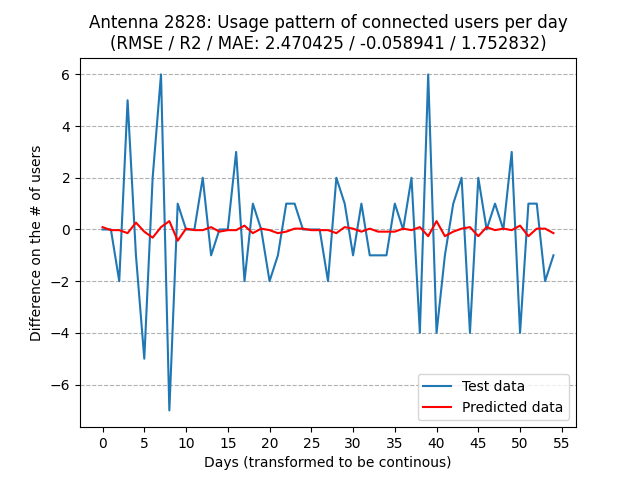 Antenna 2828: Usage pattern of connected users per day
(RMSE / R2 / MAE: 2.470425 / -0.058941 / 1.752832)
Difference on the # of users
6
4
2
0
−2
−4
−6
Test data
Predicted data
0 5 10 15 20 25 30 35 40 45 50 55
Days (transformed to be continous)